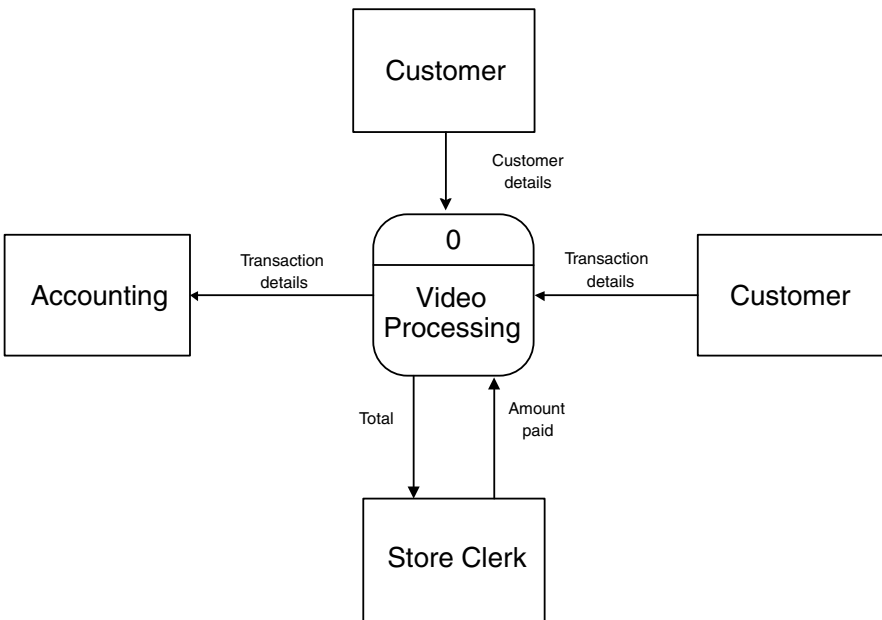 Customer
Customer
details
0
Transaction
details
Transaction
details
Accounting
Video
Processing
Customer
Total
Amount
paid
Store Clerk